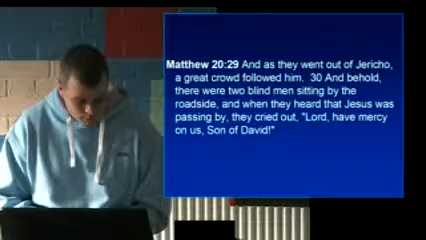 Matthew 20:29 And as they went out of Jericho,
a great crowd followed him.  30 And behold,
there were two blind men sitting by the
roadside, and when they heard that Jesus was
passing by, they cried out, "Lord, have mercy
on us, Son of David!"